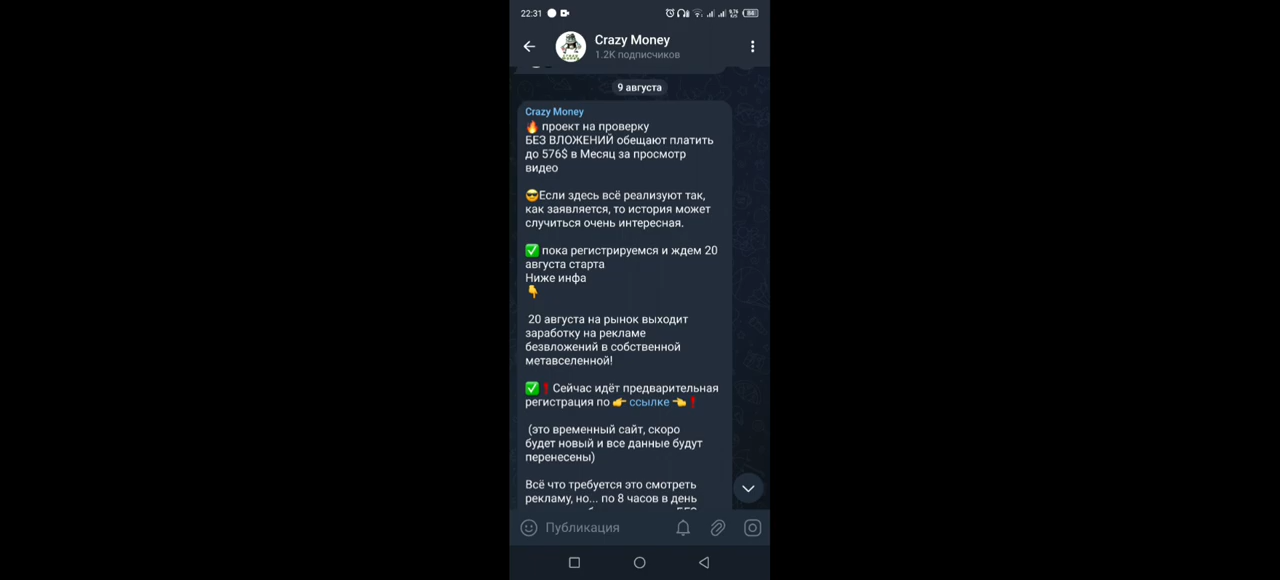 22:31
84
Crazy Money
1.2K подписчиков
9 августа
Crazy Money
🔥 проект на проверку
БЕЗ ВЛОЖЕНИЙ обещают платить
до 576$ в Месяц за просмотр
видео
😎Если здесь всё реализуют так,
как заявляется, то история может
случиться очень интересная.
✅ пока регистрируемся и ждем 20
августа старта
Ниже инфа
👇
20 августа на рынок выходит
заработку на рекламе
безвложений в собственной
метавселенной!
✅❗Сейчас идёт предварительная
регистрация по 👉 ссылке 👈❗
(это временный сайт, скоро
будет новый и все данные будут
перенесены)
Всё что требуется это смотреть
рекламу, но... по 8 часов в день
Публикация